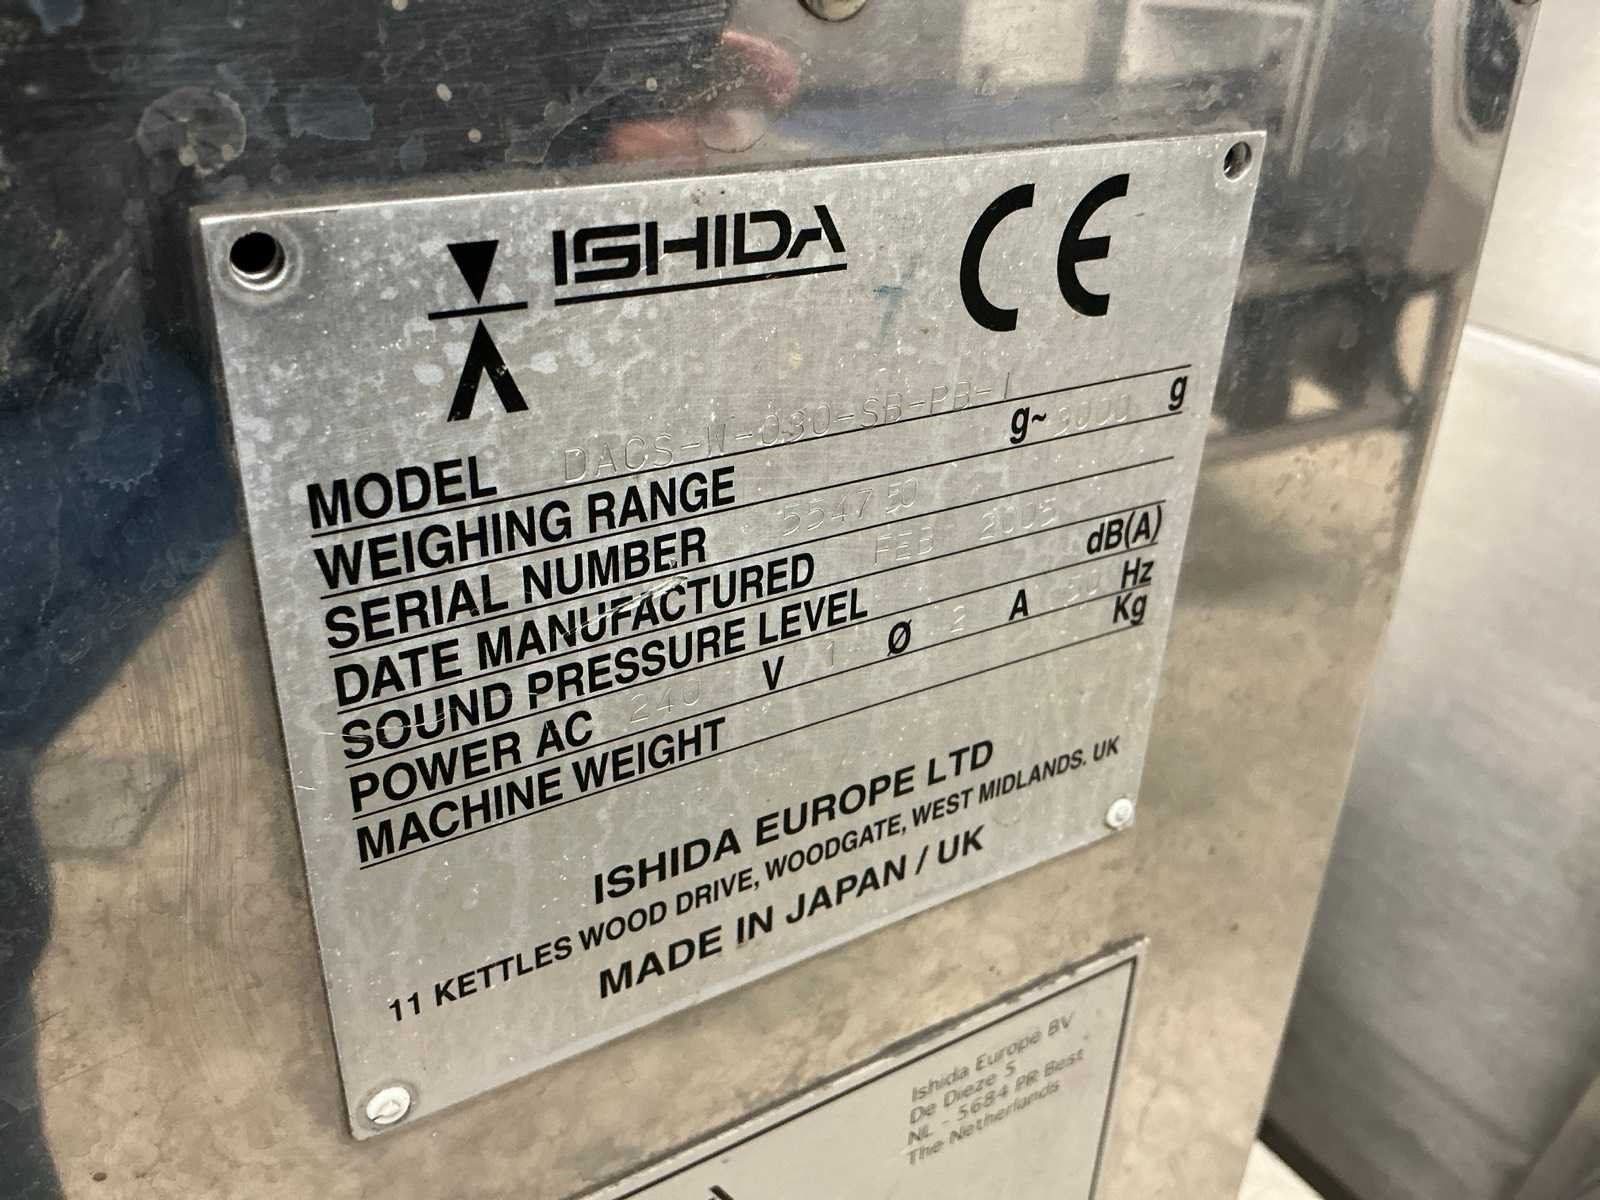 ISHIDA CE
MODEL DACS-W-030-SB-PB-I
WEIGHING RANGE g~ 3000 g
SERIAL NUMBER 554750
DATE MANUFACTURED FEB 2005
SOUND PRESSURE LEVEL dB(A)
POWER AC 240 V 1 Ø 2 A 50 Hz
MACHINE WEIGHT Kg
ISHIDA EUROPE LTD
11 KETTLES WOOD DRIVE, WOODGATE, WEST MIDLANDS. UK
MADE IN JAPAN / UK
Ishida Europe BV
De Dieze 5
NL - 5684 PR Best
The Netherlands